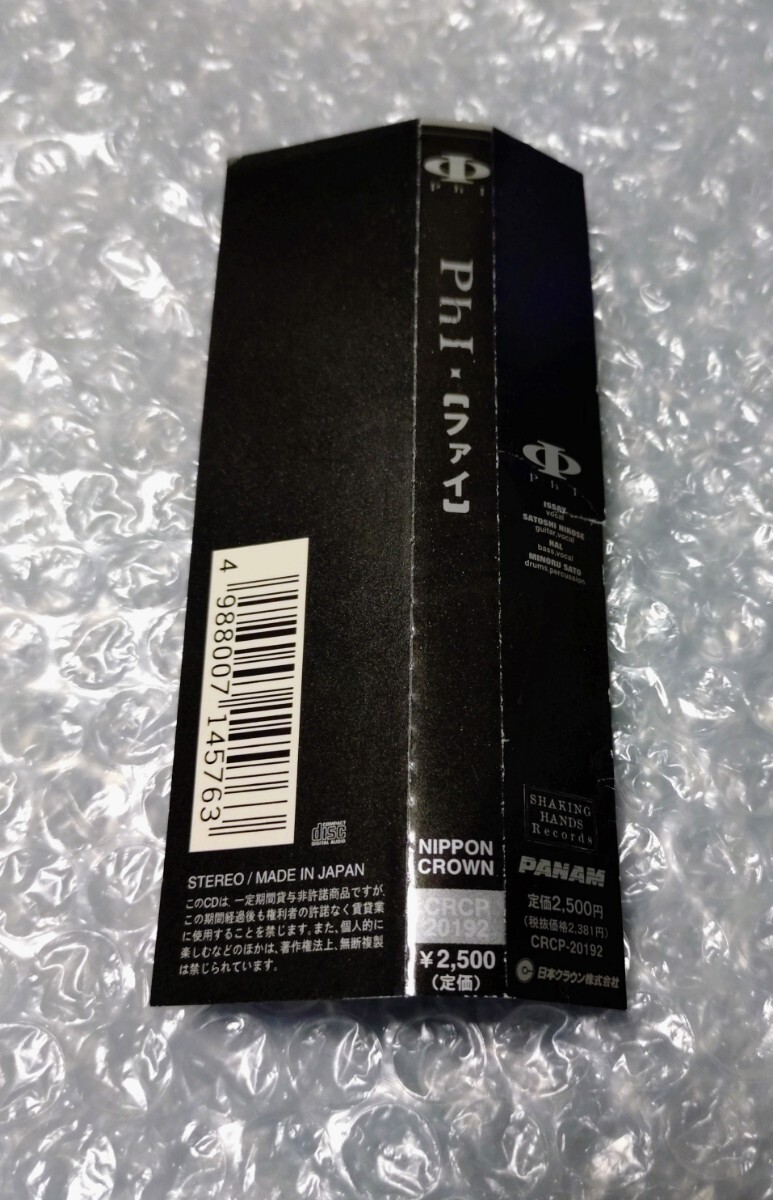 4 988007 145763
COMPACT
disc
DIGITAL AUDIO
STEREO / MADE IN JAPAN
このCDは、一定期間貸与非許諾商品ですが、
この期間経過後も権利者の許諾なく賃貸業
に使用することを禁じます。また、個人的に
楽しむなどのほかは、著作権法上、無断複製
は禁じられています。
Φ
PhI
PhI・【ファイ】
NIPPON
CROWN
CRCP
-20192
¥2,500
(定価)
Φ
PhI
ISSAY
vocal
SATOSHI HIROSE
guitar,vocal
HAL
bass,vocal
MINORU SATO
drums,percussion
SHAKING
HANDS
Records
PANAM
定価2,500円
(税抜価格2,381円)
CRCP-20192
日本クラウン株式会社